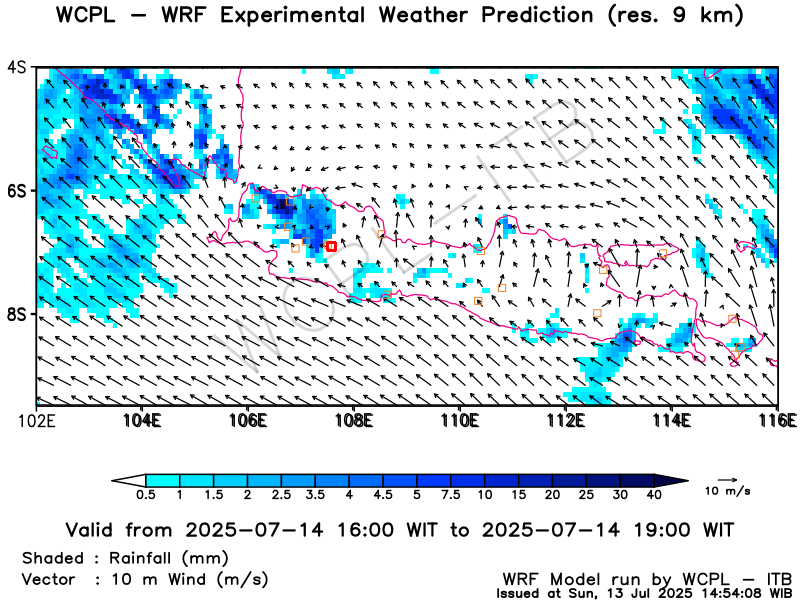 WCPL – WRF Experimental Weather Prediction (res. 9 km)
WCPL–ITB
4S
6S
8S
102E 104E 106E 108E 110E 112E 114E 116E
0.5 1 1.5 2 2.5 3.5 4 4.5 5 7.5 10 15 20 25 30 40
10 m/s
Valid from 2025-07-14 16:00 WIT to 2025-07-14 19:00 WIT
Shaded : Rainfall (mm)
Vector : 10 m Wind (m/s)
WRF Model run by WCPL – ITB
Issued at Sun, 13 Jul 2025 14:54:08 WIB